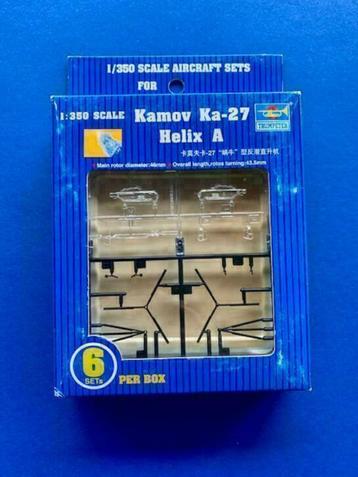 1/350 SCALE AIRCRAFT SETS
FOR
1:350 SCALE Kamov Ka-27
Helix A
TRUMPETER
卡莫夫卡-27 "蜗牛" 型反潜直升机
Main rotor diameter:46mm Overall length,rotos turning:43.5mm
6
SETs
PER BOX